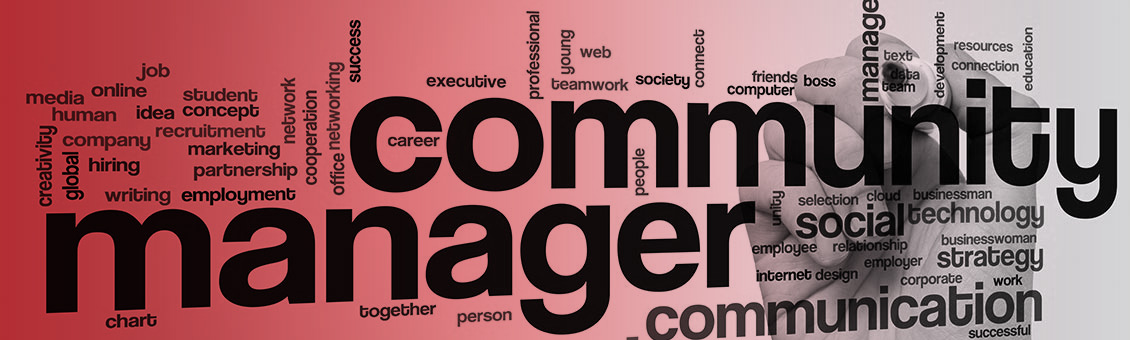 success
professional
young
web
connect
manage
development
resources
education
text
job
executive
teamwork
society
friends
boss
data
connection
media
online
student
network
networking
computer
team
human
idea
concept
cooperation
community
creativity
company
recruitment
career
global
hiring
marketing
office
people
partnership
writing
employment
manager
unity
selection
cloud
businessman
social
technology
employee
relationship
businesswoman
employer
strategy
internet
design
corporate
work
chart
together
person
communication
successful